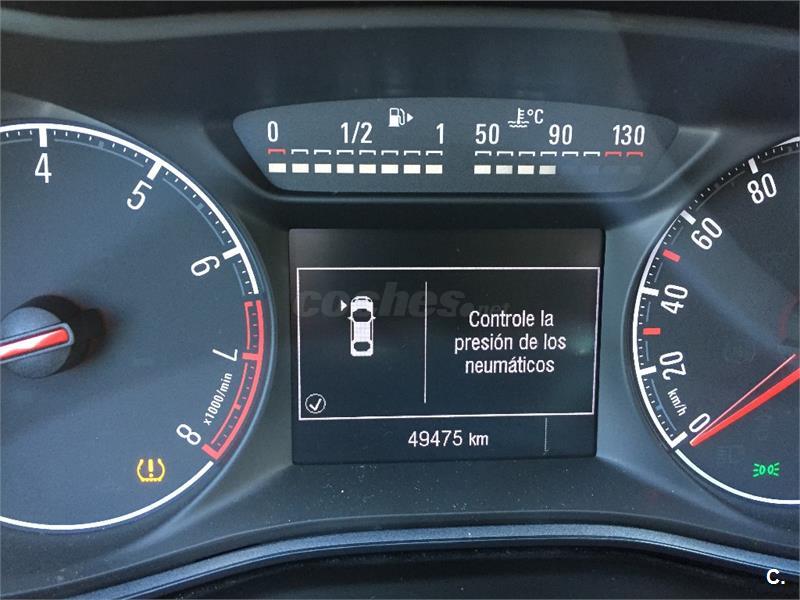 0 1/2 1 50 °C 90 130
4
5
6
7
8
x1000/min
coches.net
Controle la
presión de los
neumáticos
49475 km
80
60
40
20
0
km/h
C.